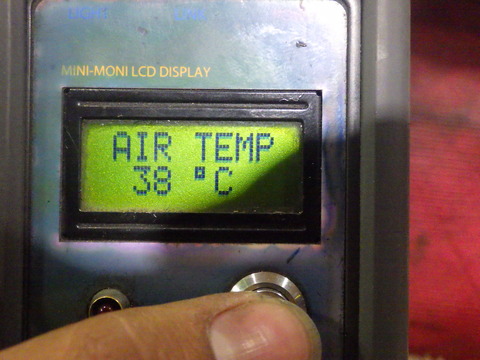 MINI-MONI LCD DISPLAY
AIR TEMP
38 °C